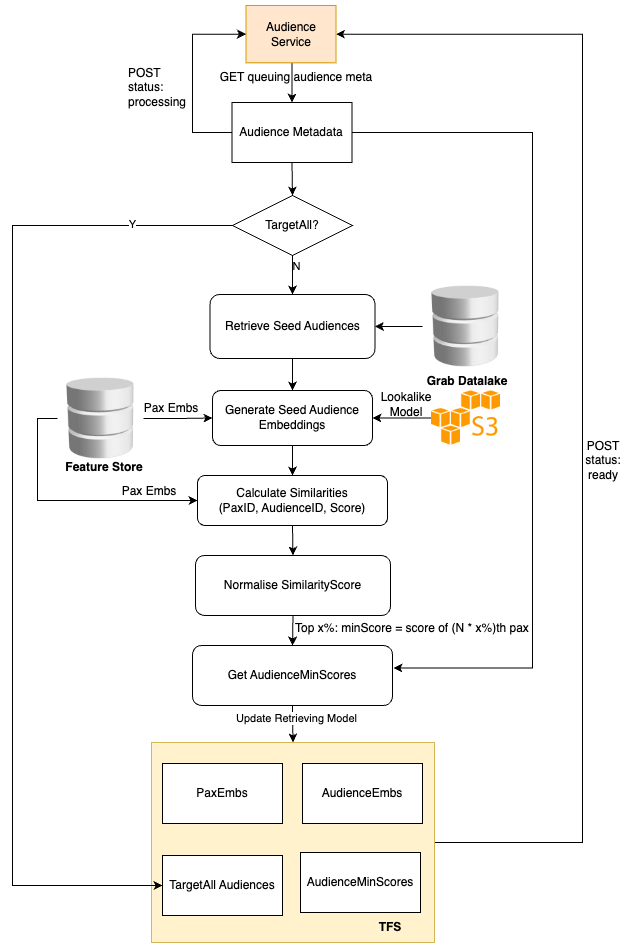 Audience
Service
POST
status:
processing
GET queuing audience meta
Audience Metadata
TargetAll?
Y
N
Retrieve Seed Audiences
Grab Datalake
Lookalike
Model
S3
Pax Embs
Generate Seed Audience
Embeddings
Feature Store
POST
status:
ready
Pax Embs
Calculate Similarities
(PaxID, AudienceID, Score)
Normalise SimilarityScore
Top x%: minScore = score of (N * x%)th pax
Get AudienceMinScores
Update Retrieving Model
PaxEmbs
AudienceEmbs
TargetAll Audiences
AudienceMinScores
TFS